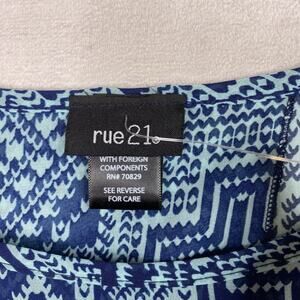 rue21
WITH FOREIGN
COMPONENTS
RN# 70829
SEE REVERSE
FOR CARE